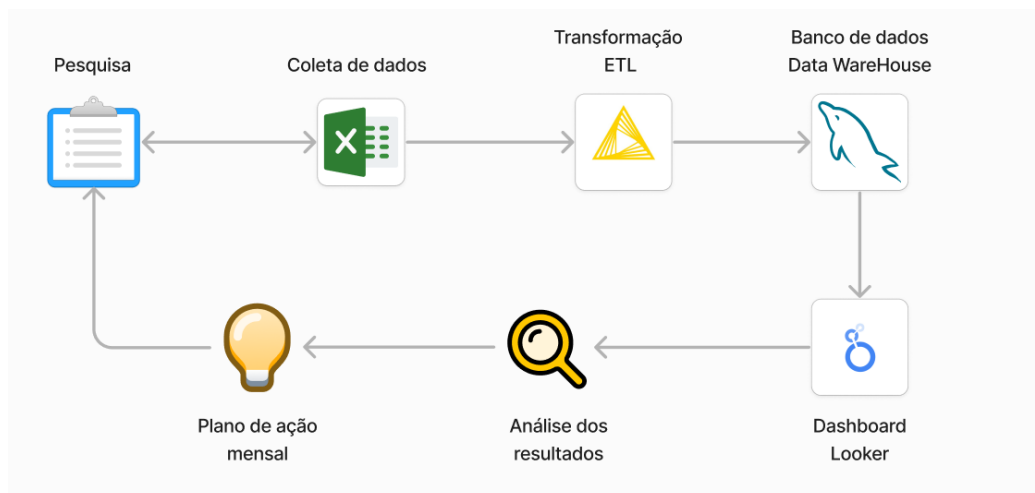 Pesquisa
Coleta de dados
Transformação
ETL
Banco de dados
Data WareHouse
X
Plano de ação
mensal
Análise dos
resultados
Dashboard
Looker